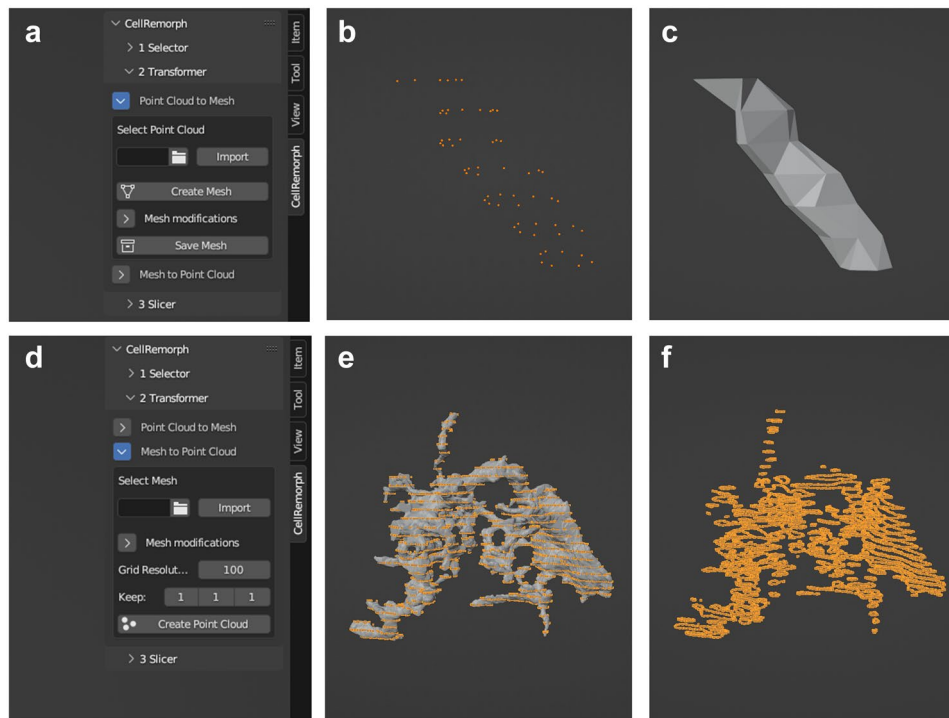 a
CellRemorph
1 Selector
2 Transformer
Point Cloud to Mesh
Select Point Cloud
Import
Create Mesh
Mesh modifications
Save Mesh
Mesh to Point Cloud
3 Slicer
Item
Tool
View
CellRemorph
b
c
d
CellRemorph
1 Selector
2 Transformer
Point Cloud to Mesh
Mesh to Point Cloud
Select Mesh
Import
Mesh modifications
Grid Resolut... 100
Keep: 1 1 1
Create Point Cloud
3 Slicer
Item
Tool
View
CellRemorph
e
f